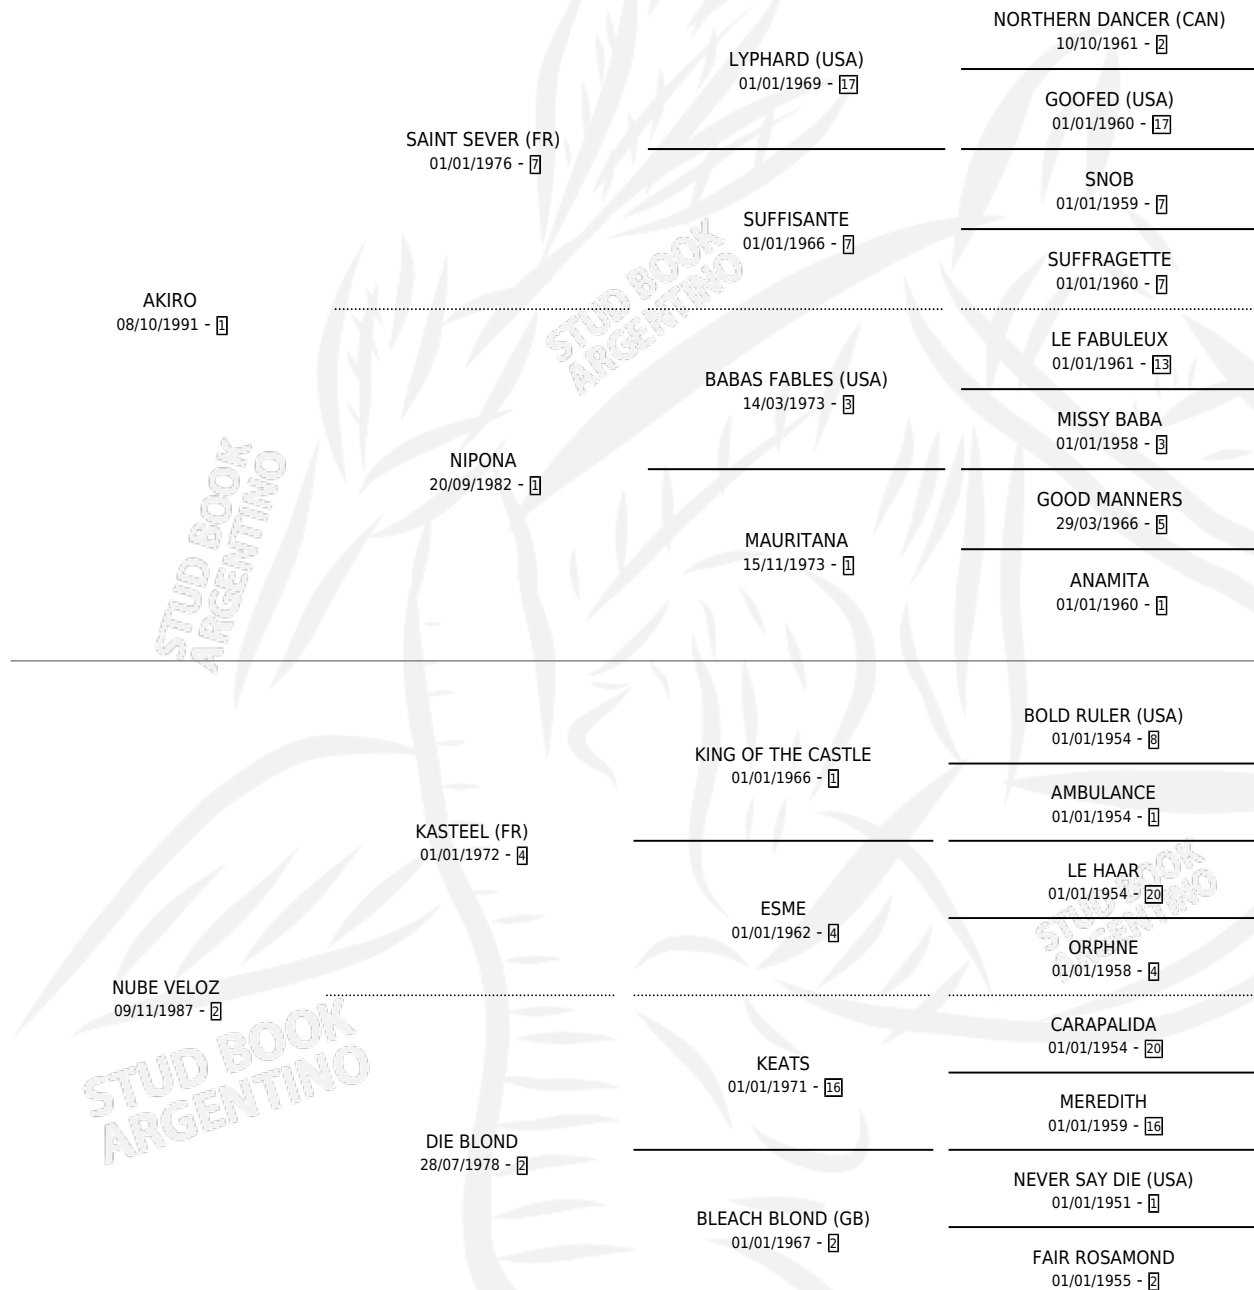 NORTHERN DANCER (CAN)
10/10/1961 - 2
LYPHARD (USA)
01/01/1969 - 17
GOOFED (USA)
01/01/1960 - 17
SAINT SEVER (FR)
01/01/1976 - 7
SNOB
01/01/1959 - 7
SUFFISANTE
01/01/1966 - 7
SUFFRAGETTE
01/01/1960 - 7
AKIRO
08/10/1991 - 1
LE FABULEUX
01/01/1961 - 13
BABAS FABLES (USA)
14/03/1973 - 3
MISSY BABA
01/01/1958 - 3
NIPONA
20/09/1982 - 1
GOOD MANNERS
29/03/1966 - 5
MAURITANA
15/11/1973 - 1
ANAMITA
01/01/1960 - 1
BOLD RULER (USA)
01/01/1954 - 8
KING OF THE CASTLE
01/01/1966 - 1
AMBULANCE
01/01/1954 - 1
KASTEEL (FR)
01/01/1972 - 4
LE HAAR
01/01/1954 - 20
ESME
01/01/1962 - 4
ORPHNE
01/01/1958 - 4
NUBE VELOZ
09/11/1987 - 2
CARAPALIDA
01/01/1954 - 20
KEATS
01/01/1971 - 16
MEREDITH
01/01/1959 - 16
DIE BLOND
28/07/1978 - 2
NEVER SAY DIE (USA)
01/01/1951 - 1
BLEACH BLOND (GB)
01/01/1967 - 2
FAIR ROSAMOND
01/01/1955 - 2
STUD BOOK
ARGENTINO
STUD BOOK
ARGENTINO
STUD BOOK
ARGENTINO
STUD BOOK
ARGENTINO